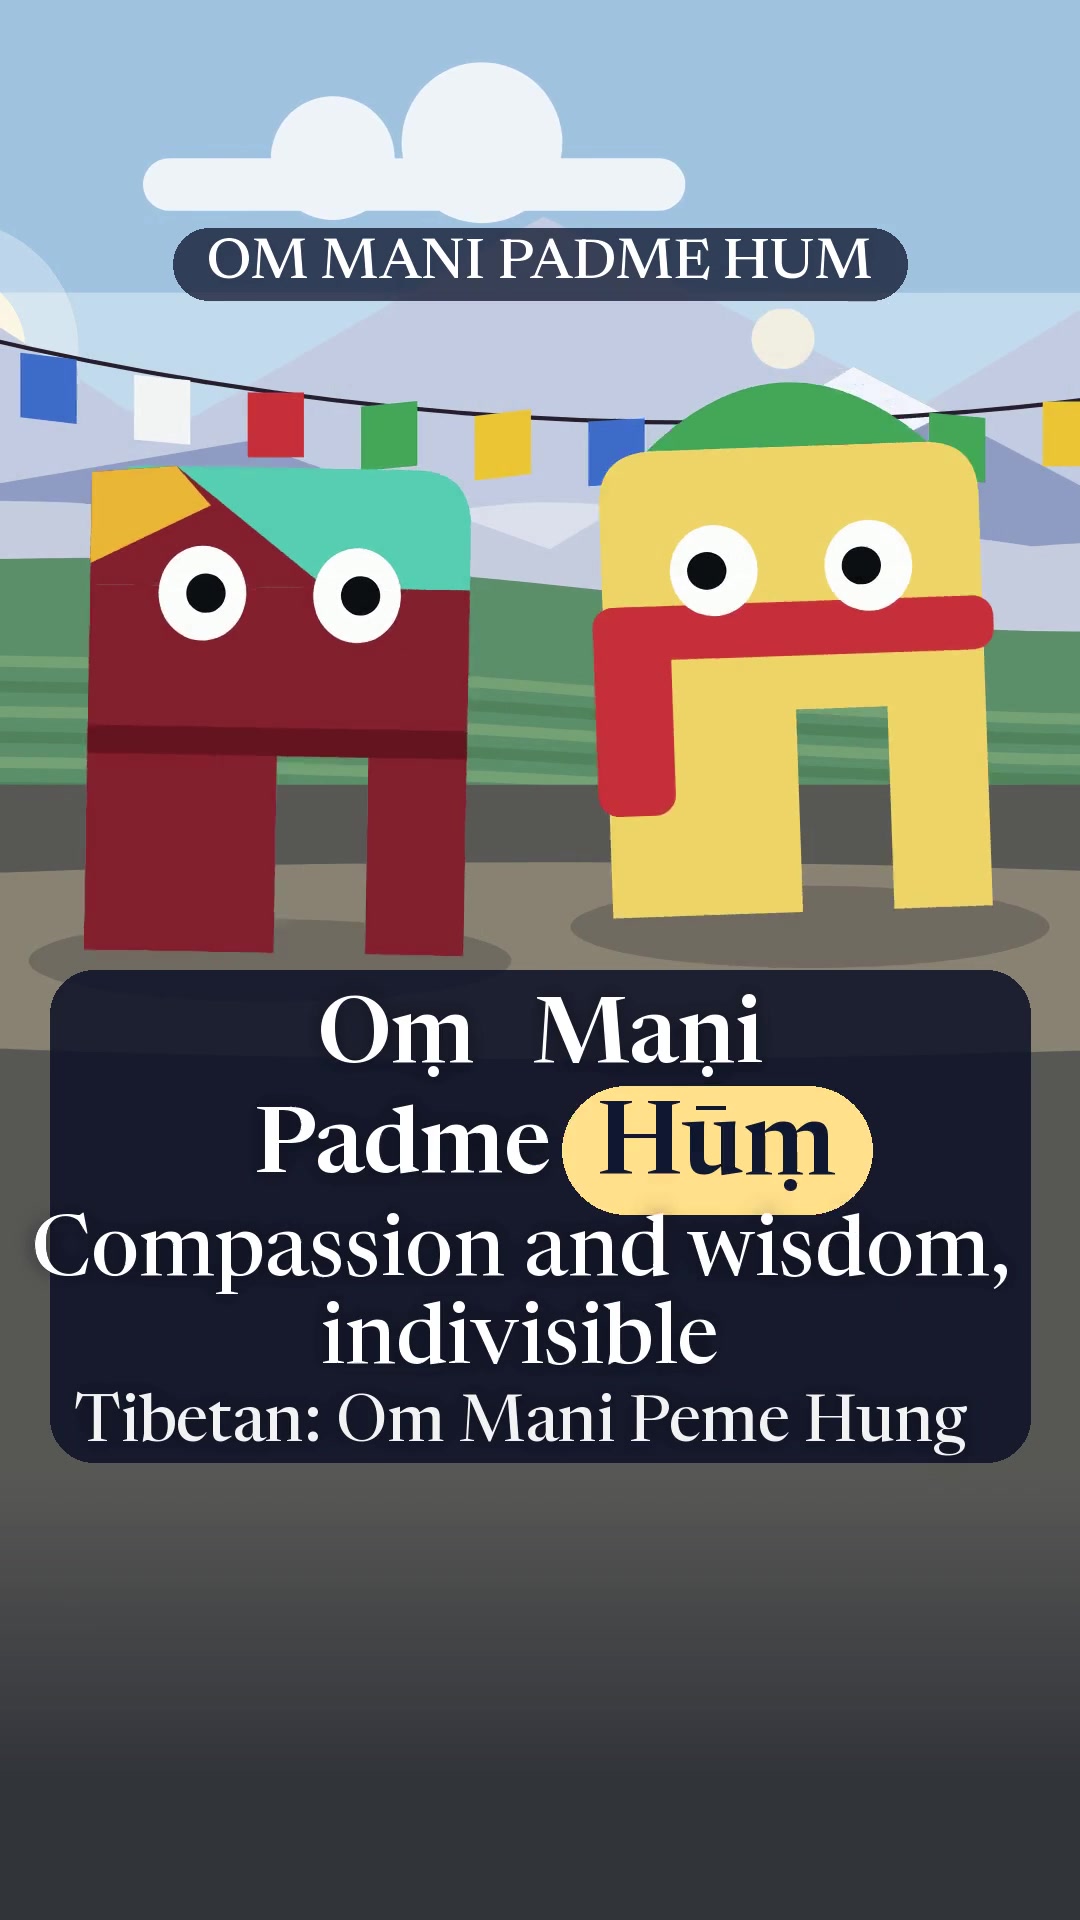 OM MANI PADME HUM
Oṃ Maṇi
Padme Hūṃ
Compassion and wisdom,
indivisible
Tibetan: Om Mani Peme Hung